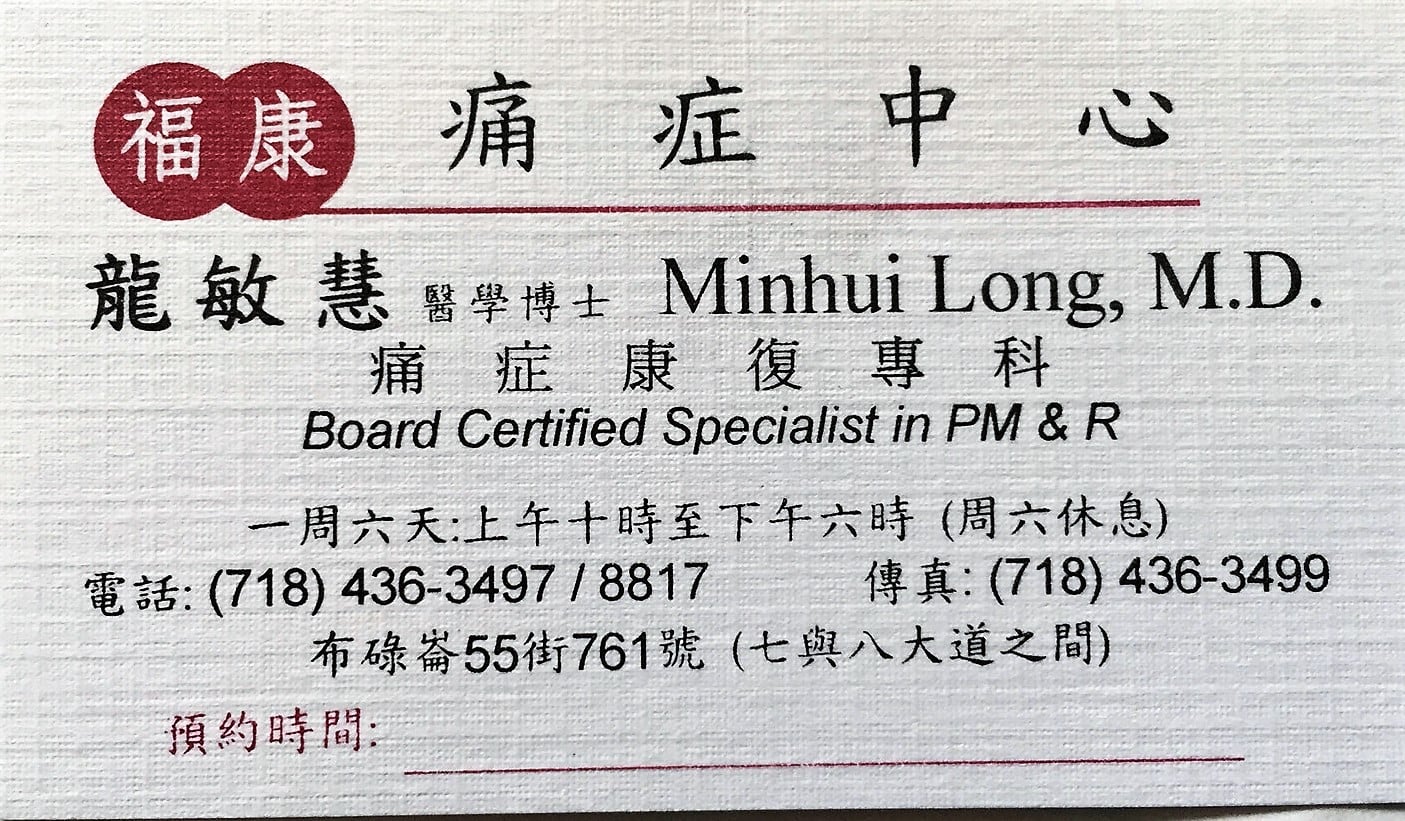 福康 痛症中心
龍敏慧 醫學博士 Minhui Long, M.D.
痛症康復專科
Board Certified Specialist in PM & R
一周六天:上午十時至下午六時 (周六休息)
電話: (718) 436-3497 / 8817 傳真: (718) 436-3499
布碌崙55街761號 (七與八大道之間)
預約時間: